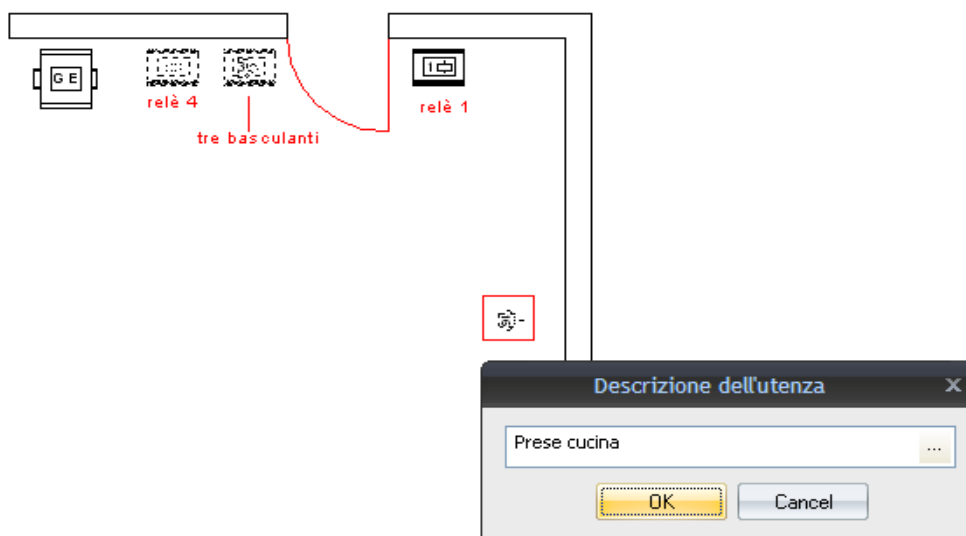 G E
relè 4
relè 1
tre basculanti
Descrizione dell'utenza
X
Prese cucina
...
OK
Cancel